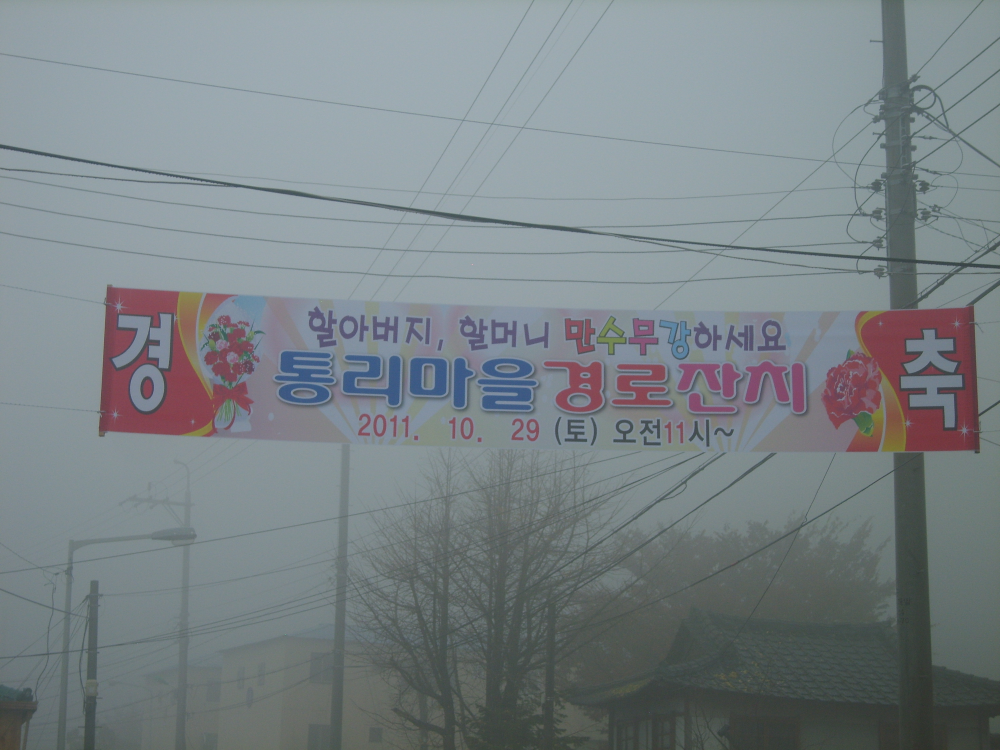 경 축
할아버지, 할머니 만수무강하세요
통리마을경로잔치
2011. 10. 29 (토) 오전11시~